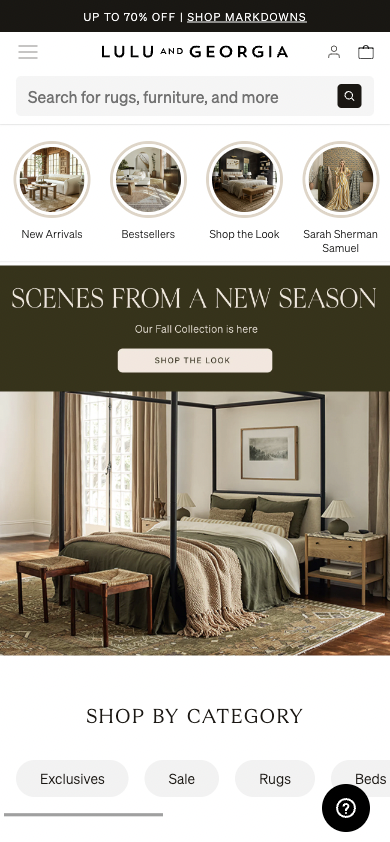 UP TO 70% OFF | SHOP MARKDOWNS
LULU AND GEORGIA
Search for rugs, furniture, and more
New Arrivals
Bestsellers
Shop the Look
Sarah Sherman
Samuel
SCENES FROM A NEW SEASON
Our Fall Collection is here
SHOP THE LOOK
SHOP BY CATEGORY
Exclusives
Sale
Rugs
Beds